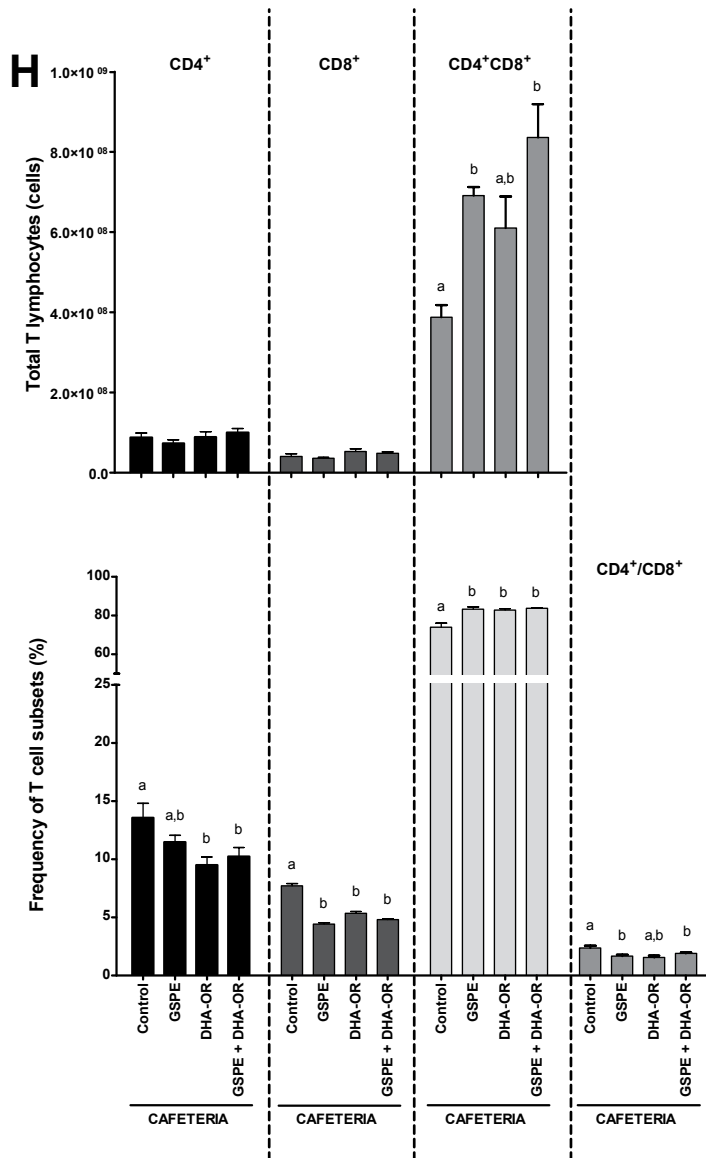 H
CD4+ CD8+ CD4+CD8+
Total T lymphocytes (cells)
1.0×10 09
8.0×10 08
6.0×10 08
4.0×10 08
2.0×10 08
0.0
a b a,b b
CD4+/CD8+
Frequency of T cell subsets (%)
100
80
60
25
20
15
10
5
0
a a,b b b
a b b b
a b b b
a b a,b b
Control GSPE DHA-OR GSPE + DHA-OR
Control GSPE DHA-OR GSPE + DHA-OR
Control GSPE DHA-OR GSPE + DHA-OR
Control GSPE DHA-OR GSPE + DHA-OR
CAFETERIA CAFETERIA CAFETERIA CAFETERIA